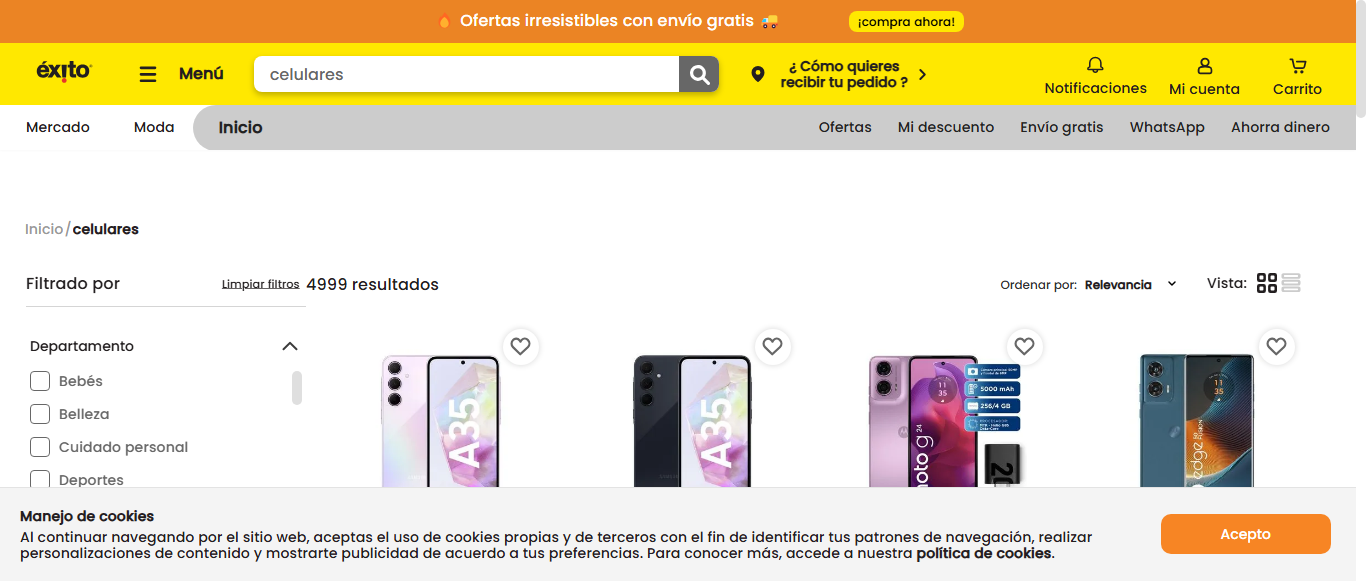 Ofertas irresistibles con envío gratis
¡compra ahora!
éxito
Menú
celulares
¿ Cómo quieres
recibir tu pedido ?
Notificaciones
Mi cuenta
Carrito
Mercado
Moda
Inicio
Ofertas
Mi descuento
Envío gratis
WhatsApp
Ahorra dinero
Inicio / celulares
Filtrado por
Limpiar filtros
4999 resultados
Ordenar por: Relevancia
Vista:
Departamento
Bebés
Belleza
Cuidado personal
Deportes
A35
A35
11
35
moto g 24
5000 mAh
256/4 GB
20
11
35
edge 50 FUSION
Manejo de cookies
Al continuar navegando por el sitio web, aceptas el uso de cookies propias y de terceros con el fin de identificar tus patrones de navegación, realizar
personalizaciones de contenido y mostrarte publicidad de acuerdo a tus preferencias. Para conocer más, accede a nuestra política de cookies.
Acepto